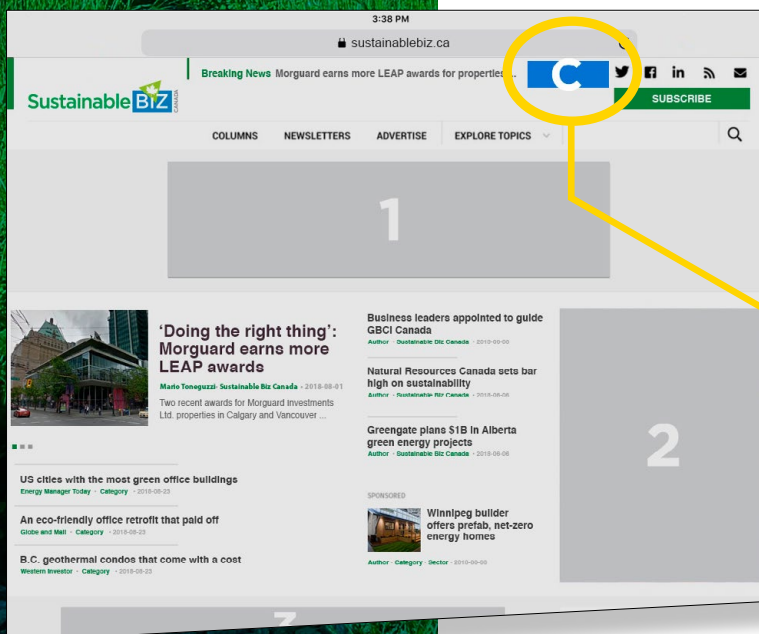 3:38 PM
sustainablebiz.ca
Breaking News Morguard earns more LEAP awards for properties ...
C
SustainableBIZ CANADA
SUBSCRIBE
COLUMNS NEWSLETTERS ADVERTISE EXPLORE TOPICS
1
'Doing the right thing':
Morguard earns more
LEAP awards
Mario Toneguzzi- Sustainable Biz Canada - 2018-08-01
Two recent awards for Morguard Investments
Ltd. properties in Calgary and Vancouver ...
US cities with the most green office buildings
Energy Manager Today - Category - 2018-08-23
An eco-friendly office retrofit that paid off
Globe and Mail - Category - 2018-08-23
B.C. geothermal condos that come with a cost
Western Investor - Category - 2018-08-23
Business leaders appointed to guide
GBCI Canada
Author - Sustainable Biz Canada
Natural Resources Canada sets bar
high on sustainability
Author - Sustainable Biz Canada
Greengate plans $1B in Alberta
green energy projects
Author - Sustainable Biz Canada
SPONSORED
Winnipeg builder
offers prefab, net-zero
energy homes
Author - Category - Sector
2
3